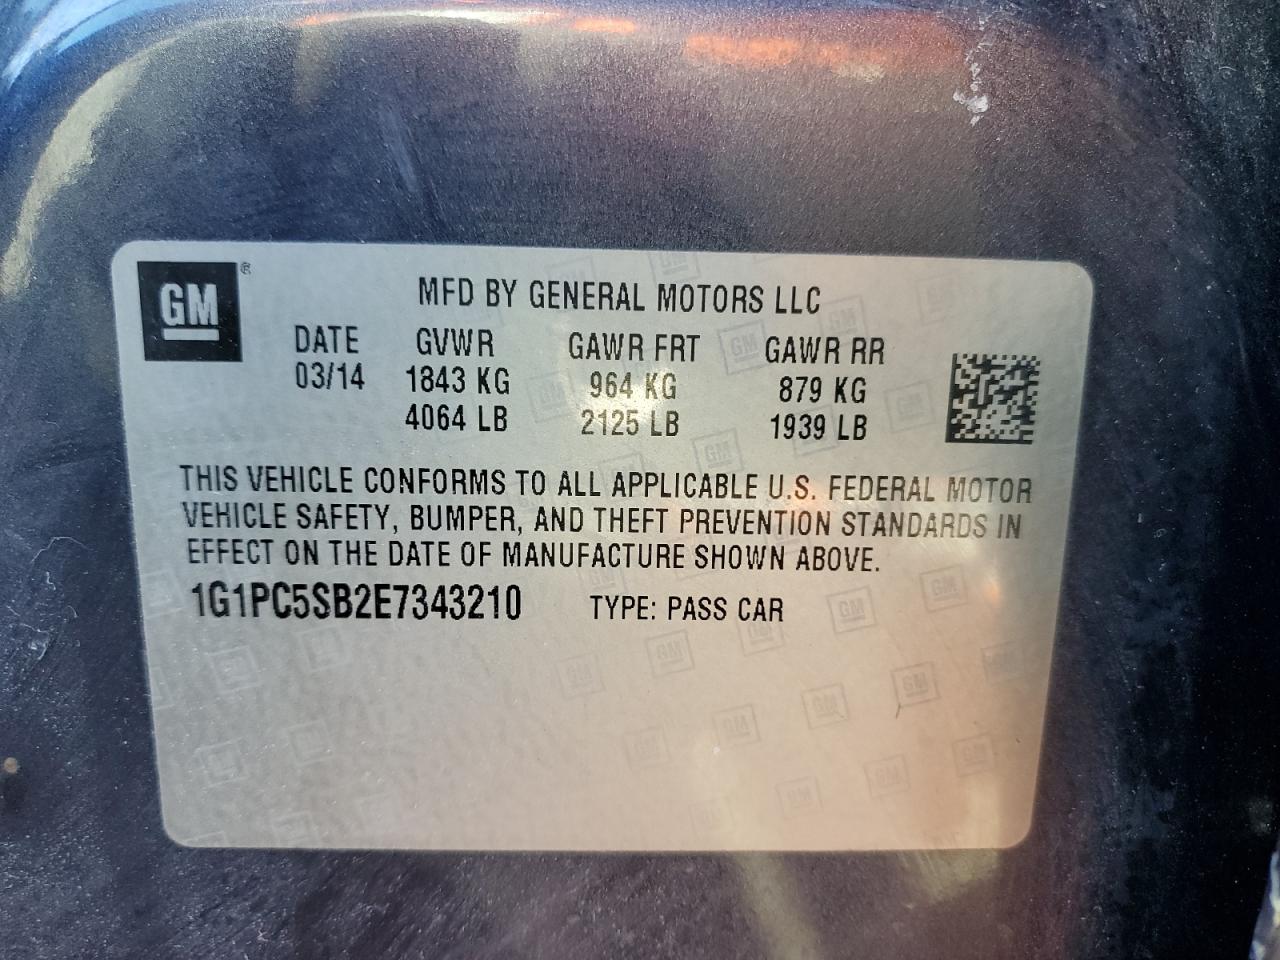 GM ®
MFD BY GENERAL MOTORS LLC
DATE GVWR GAWR FRT GAWR RR
03/14 1843 KG 964 KG 879 KG
4064 LB 2125 LB 1939 LB
THIS VEHICLE CONFORMS TO ALL APPLICABLE U.S. FEDERAL MOTOR
VEHICLE SAFETY, BUMPER, AND THEFT PREVENTION STANDARDS IN
EFFECT ON THE DATE OF MANUFACTURE SHOWN ABOVE.
1G1PC5SB2E7343210 TYPE: PASS CAR